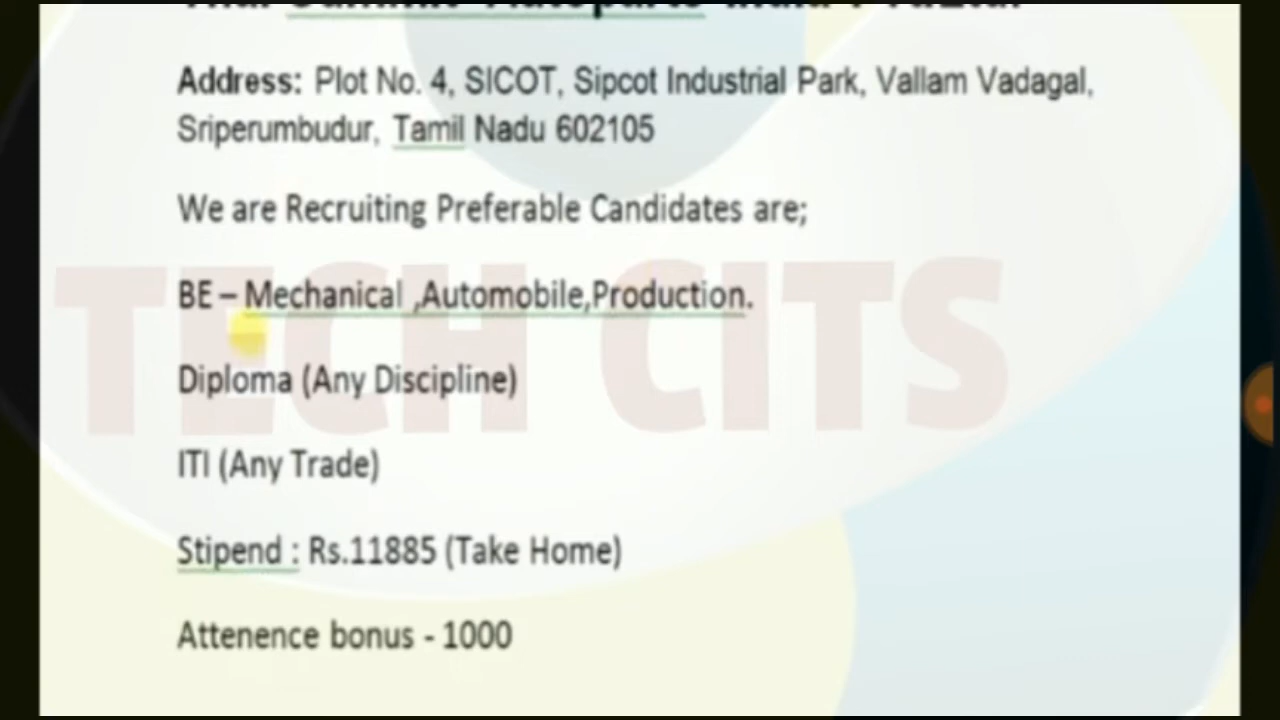 Address: Plot No. 4, SICOT, Sipcot Industrial Park, Vallam Vadagal,
Sriperumbudur, Tamil Nadu 602105
We are Recruiting Preferable Candidates are;
TECH CITS
BE – Mechanical ,Automobile,Production.
Diploma (Any Discipline)
ITI (Any Trade)
Stipend : Rs.11885 (Take Home)
Attenence bonus - 1000